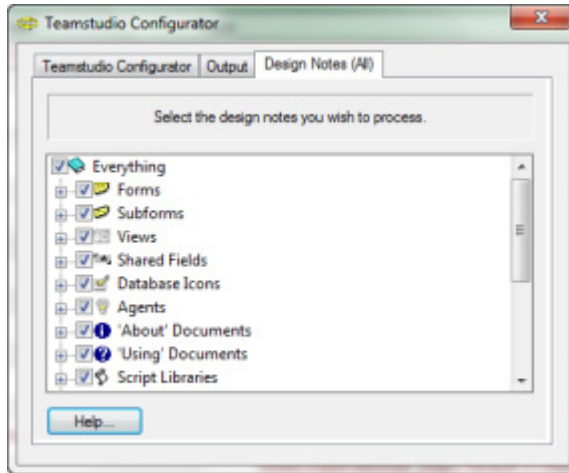 Teamstudio Configurator
Teamstudio Configurator Output Design Notes (All)
Select the design notes you wish to process.
Everything
Forms
Subforms
Views
Shared Fields
Database Icons
Agents
'About' Documents
'Using' Documents
Script Libraries
Help...